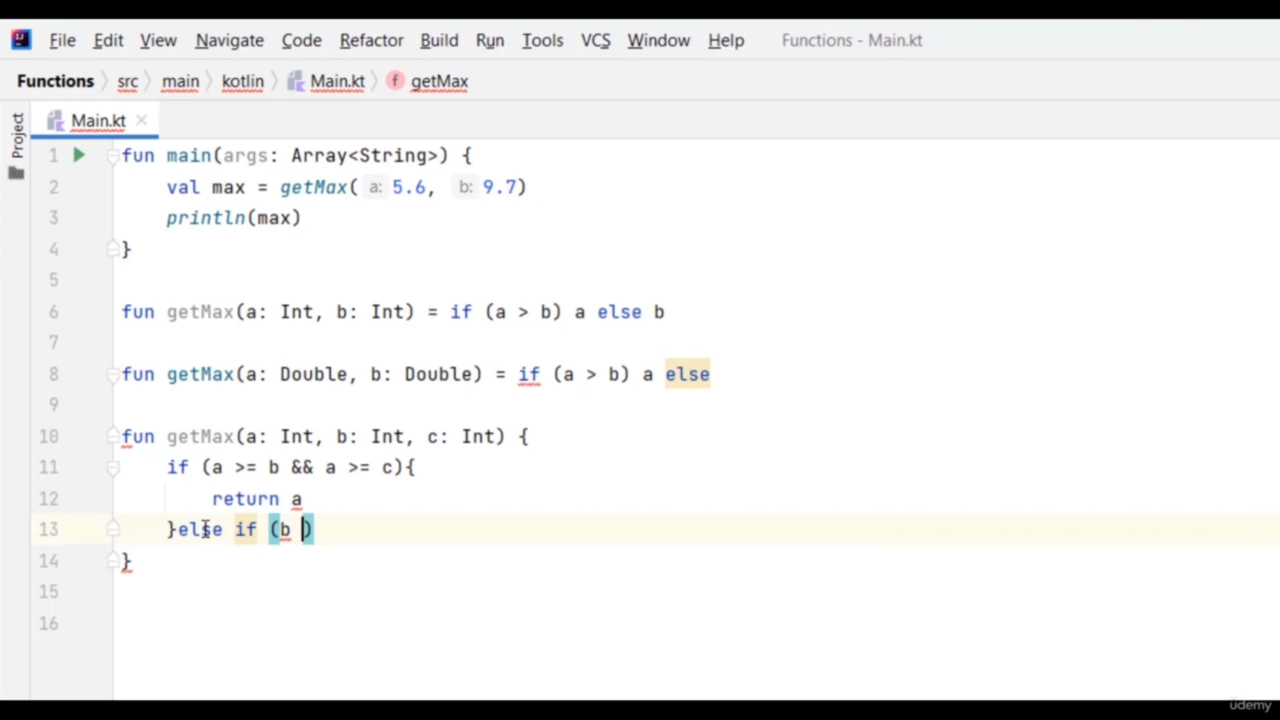 File Edit View Navigate Code Refactor Build Run Tools VCS Window Help Functions - Main.kt
Functions src main kotlin Main.kt f getMax
Main.kt
Project
1 fun main(args: Array<String>) {
2 val max = getMax( a: 5.6, b: 9.7)
3 println(max)
4 }
5
6 fun getMax(a: Int, b: Int) = if (a > b) a else b
7
8 fun getMax(a: Double, b: Double) = if (a > b) a else
9
10 fun getMax(a: Int, b: Int, c: Int) {
11 if (a >= b && a >= c){
12 return a
13 }else if (b )
14 }
15
16
udemy